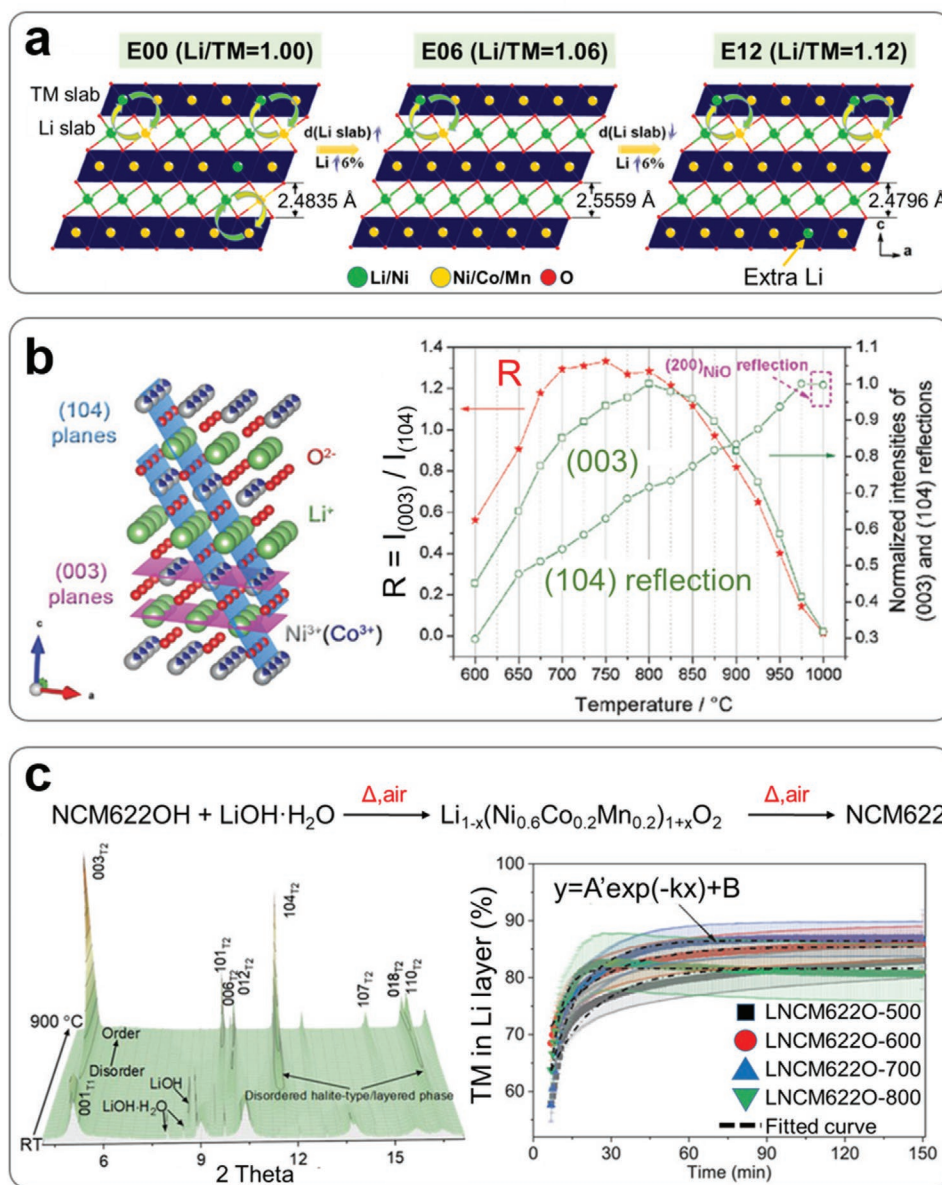 a
E00 (Li/TM=1.00)
E06 (Li/TM=1.06)
E12 (Li/TM=1.12)
TM slab
Li slab
d(Li slab)↑
Li ↑6%
d(Li slab)↓
Li ↑6%
2.4835 Å
2.5559 Å
2.4796 Å
c
a
Extra Li
Li/Ni Ni/Co/Mn O
b
(104)
planes
O2-
Li+
(003)
planes
Ni3+(Co3+)
c
a
R = I(003) / I(104)
1.4
1.2
1.0
0.8
0.6
0.4
0.2
0.0
R
(003)
(104) reflection
(200)NiO reflection
1.1
1.0
0.9
0.8
0.7
0.6
0.5
0.4
0.3
Normalized intensities of
(003) and (104) reflections
600 650 700 750 800 850 900 950 1000
Temperature / °C
c
NCM622OH + LiOH·H2O Δ,air Li1-x(Ni0.6Co0.2Mn0.2)1+xO2 Δ,air NCM622
003T2
104T2
101T2
006T2
012T2
107T2
018T2
110T2
900 °C
Order
Disorder
001T1
LiOH
LiOH·H2O
Disordered halite-type/layered phase
RT
6 9 12 15
2 Theta
TM in Li layer (%)
100
90
80
70
60
y=A'exp(-kx)+B
LNCM622O-500
LNCM622O-600
LNCM622O-700
LNCM622O-800
Fitted curve
0 30 60 90 120 150
Time (min)